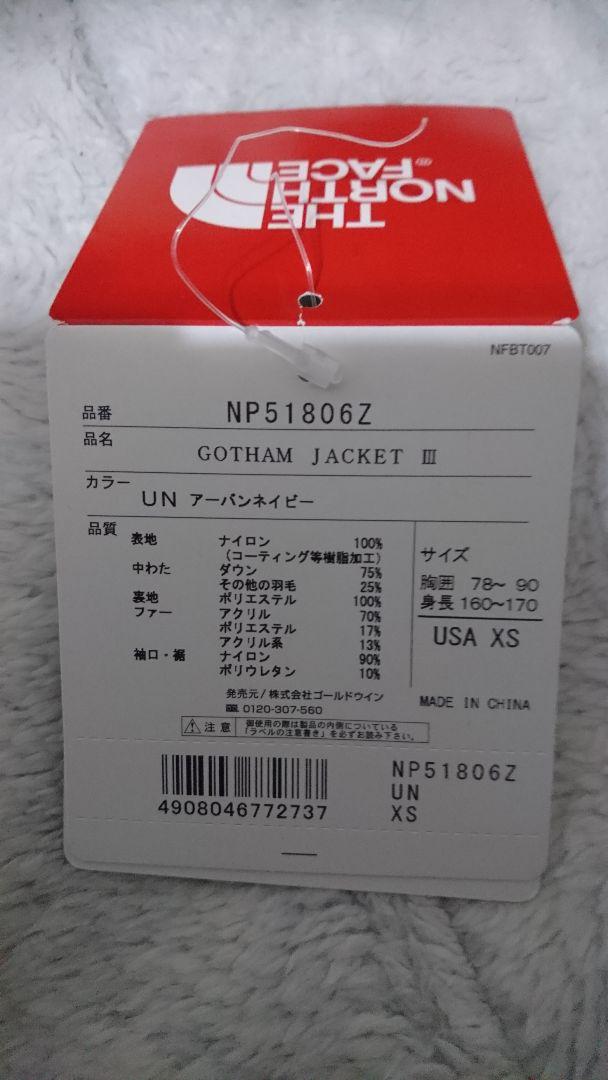 THE
NORTH
FACE®
NFBT007
品番 NP51806Z
品名 GOTHAM JACKET Ⅲ
カラー UN アーバンネイビー
品質
表地 ナイロン 100%
(コーティング等樹脂加工)
中わた ダウン 75%
その他の羽毛 25%
裏地 ポリエステル 100%
ファー アクリル 70%
ポリエステル 17%
アクリル系 13%
袖口・裾 ナイロン 90%
ポリウレタン 10%
サイズ
胸囲 78〜 90
身長 160〜170
USA XS
発売元/株式会社ゴールドウイン
0120-307-560
MADE IN CHINA
注意 御使用の際は製品の内側についている
「ラベルの注意書き」を必ずお読み下さい。
4908046772737
NP51806Z
UN
XS